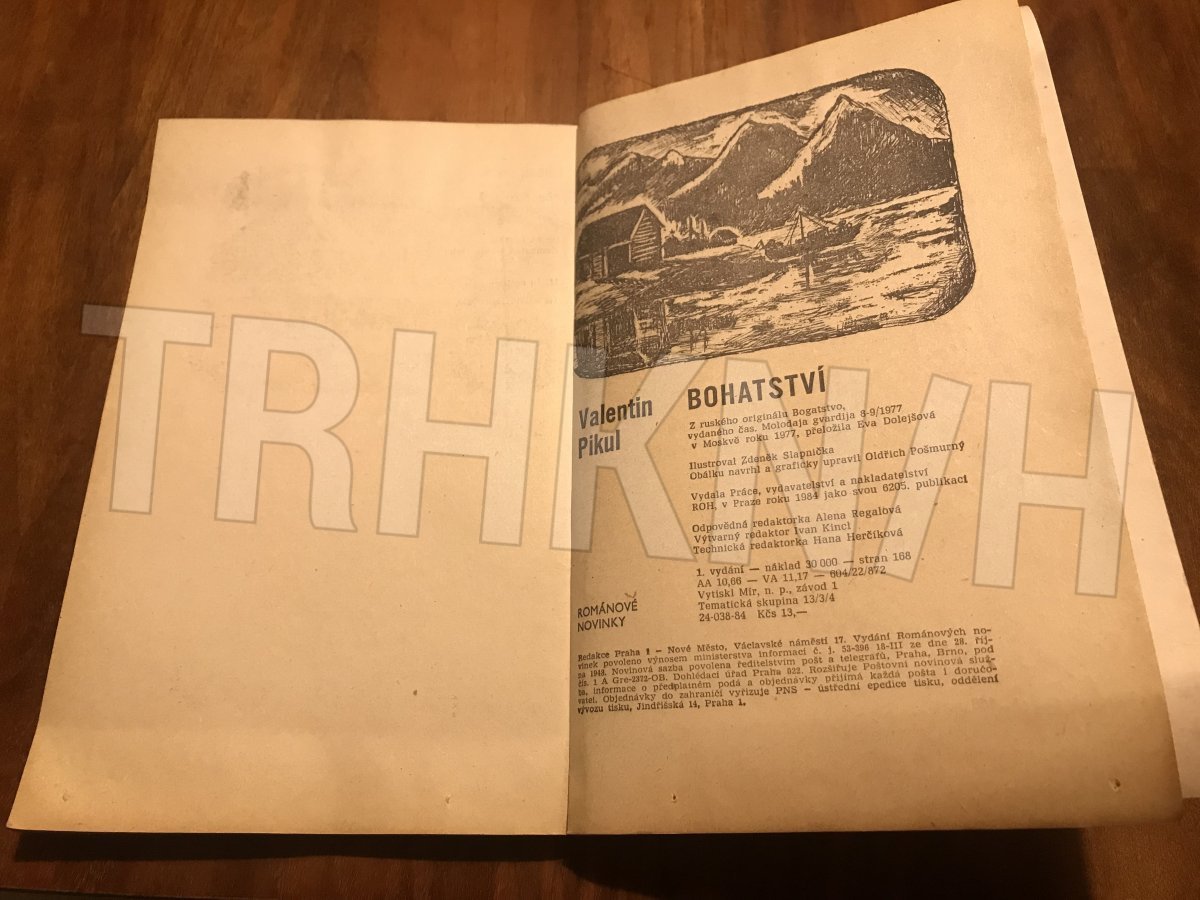 Valentin
Pikul
BOHATSTVÍ
Z ruského originálu Bogatstvo,
vydaného čas. Molodaja gvardija 8-9/1977
v Moskvě roku 1977, přeložila Eva Dolejšová
Ilustroval Zdeněk Slapnička
Obálku navrhl a graficky upravil Oldřich Pošmurný
Vydala Práce, vydavatelství a nakladatelství
ROH, v Praze roku 1984 jako svou 6205. publikaci
Odpovědná redaktorka Alena Regalová
Výtvarný redaktor Ivan Kincl
Technická redaktorka Hana Herčíková
1. vydání — náklad 30 000 — stran 168
AA 10,66 — VA 11,17 — 604/22/872
Vytiskl Mír, n. p., závod 1
Tematická skupina 13/3/4
24-038-84 Kčs 13,—
ROMÁNOVÉ
NOVINKY
Redakce Praha 1 - Nové Město, Václavské náměstí 17. Vydání Románových no-
vinek povoleno výnosem ministerstva informací č. j. 53-396 18-III ze dne 28. říj-
na 1948. Novinová sazba povolena ředitelstvím pošt a telegrafů, Praha, Brno, pod
čís. 1 A Gre-2372-OB. Dohlédací úřad Praha 022. Rozšiřuje Poštovní novinová služ-
ba, informace o předplatném podá a objednávky přijímá každá pošta i doručo-
vatel. Objednávky do zahraničí vyřizuje PNS - ústřední epedice tisku, oddělení
vývozu tisku, Jindřišská 14, Praha 1.
TRHKNIH